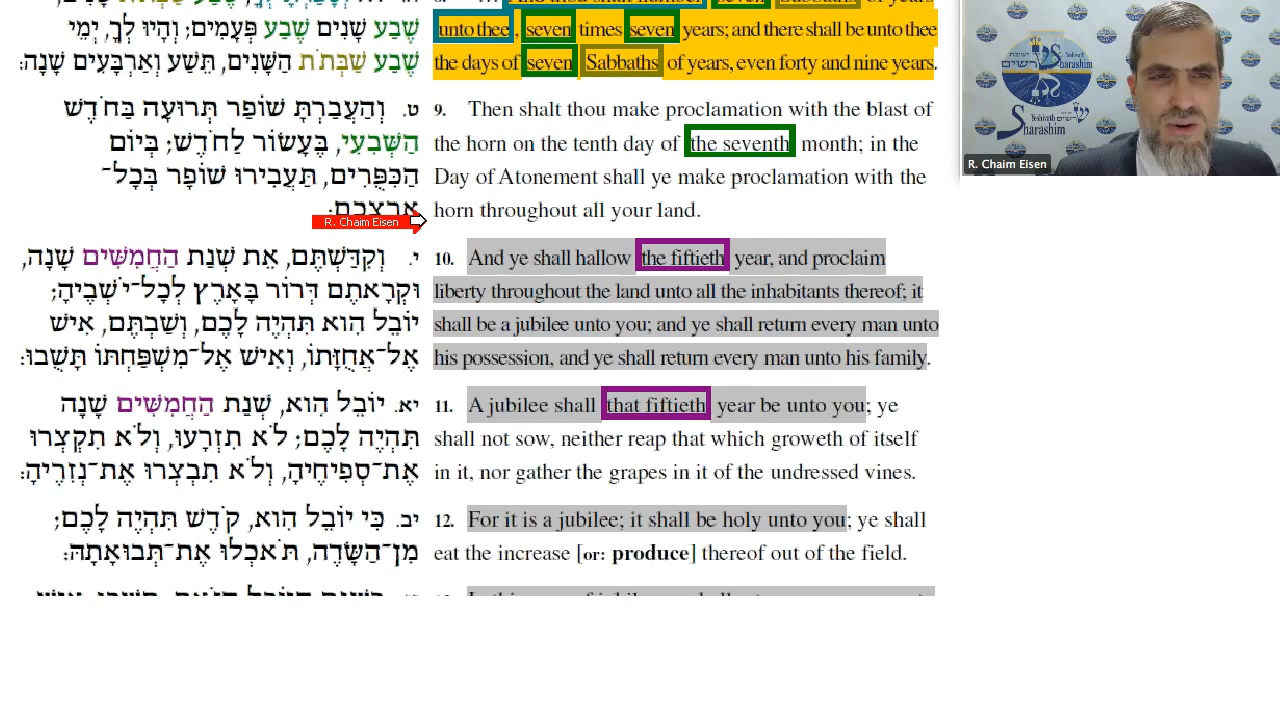 שֶׁבַע שָׁנִים שֶׁבַע פְּעָמִים; וְהָיוּ לְךָ, יְמֵי
שֶׁבַע שַׁבְּתֹת הַשָּׁנִים, תֵּשַׁע וְאַרְבָּעִים שָׁנָה:
ט. וְהַעֲבַרְתָּ שׁוֹפַר תְּרוּעָה בַּחֹדֶשׁ
הַשְּׁבִעִי, בֶּעָשׂוֹר לַחֹדֶשׁ; בְּיוֹם
הַכִּפֻּרִים, תַּעֲבִירוּ שׁוֹפָר בְּכָל־
אַרְצְכֶם:
R. Chaim Eisen
י. וְקִדַּשְׁתֶּם, אֵת שְׁנַת הַחֲמִשִּׁים שָׁנָה,
וּקְרָאתֶם דְּרוֹר בָּאָרֶץ לְכָל־יֹשְׁבֶיהָ;
יוֹבֵל הִוא תִּהְיֶה לָכֶם, וְשַׁבְתֶּם, אִישׁ
אֶל־אֲחֻזָּתוֹ, וְאִישׁ אֶל־מִשְׁפַּחְתּוֹ תָּשֻׁבוּ:
יא. יוֹבֵל הִוא, שְׁנַת הַחֲמִשִּׁים שָׁנָה
תִּהְיֶה לָכֶם; לֹא תִזְרָעוּ, וְלֹא תִקְצְרוּ
אֶת־סְפִיחֶיהָ, וְלֹא תִבְצְרוּ אֶת־נְזִרֶיהָ:
יב. כִּי יוֹבֵל הִוא, קֹדֶשׁ תִּהְיֶה לָכֶם;
מִן־הַשָּׂדֶה, תֹּאכְלוּ אֶת־תְּבוּאָתָהּ:
unto thee, seven times seven years; and there shall be unto thee
the days of seven Sabbaths of years, even forty and nine years.
9. Then shalt thou make proclamation with the blast of
the horn on the tenth day of the seventh month; in the
Day of Atonement shall ye make proclamation with the
horn throughout all your land.
10. And ye shall hallow the fiftieth year, and proclaim
liberty throughout the land unto all the inhabitants thereof; it
shall be a jubilee unto you; and ye shall return every man unto
his possession, and ye shall return every man unto his family.
11. A jubilee shall that fiftieth year be unto you; ye
shall not sow, neither reap that which groweth of itself
in it, nor gather the grapes in it of the undressed vines.
12. For it is a jubilee; it shall be holy unto you; ye shall
eat the increase [or: produce] thereof out of the field.
Sharashim
Yeshivath
Sharashim
R. Chaim Eisen